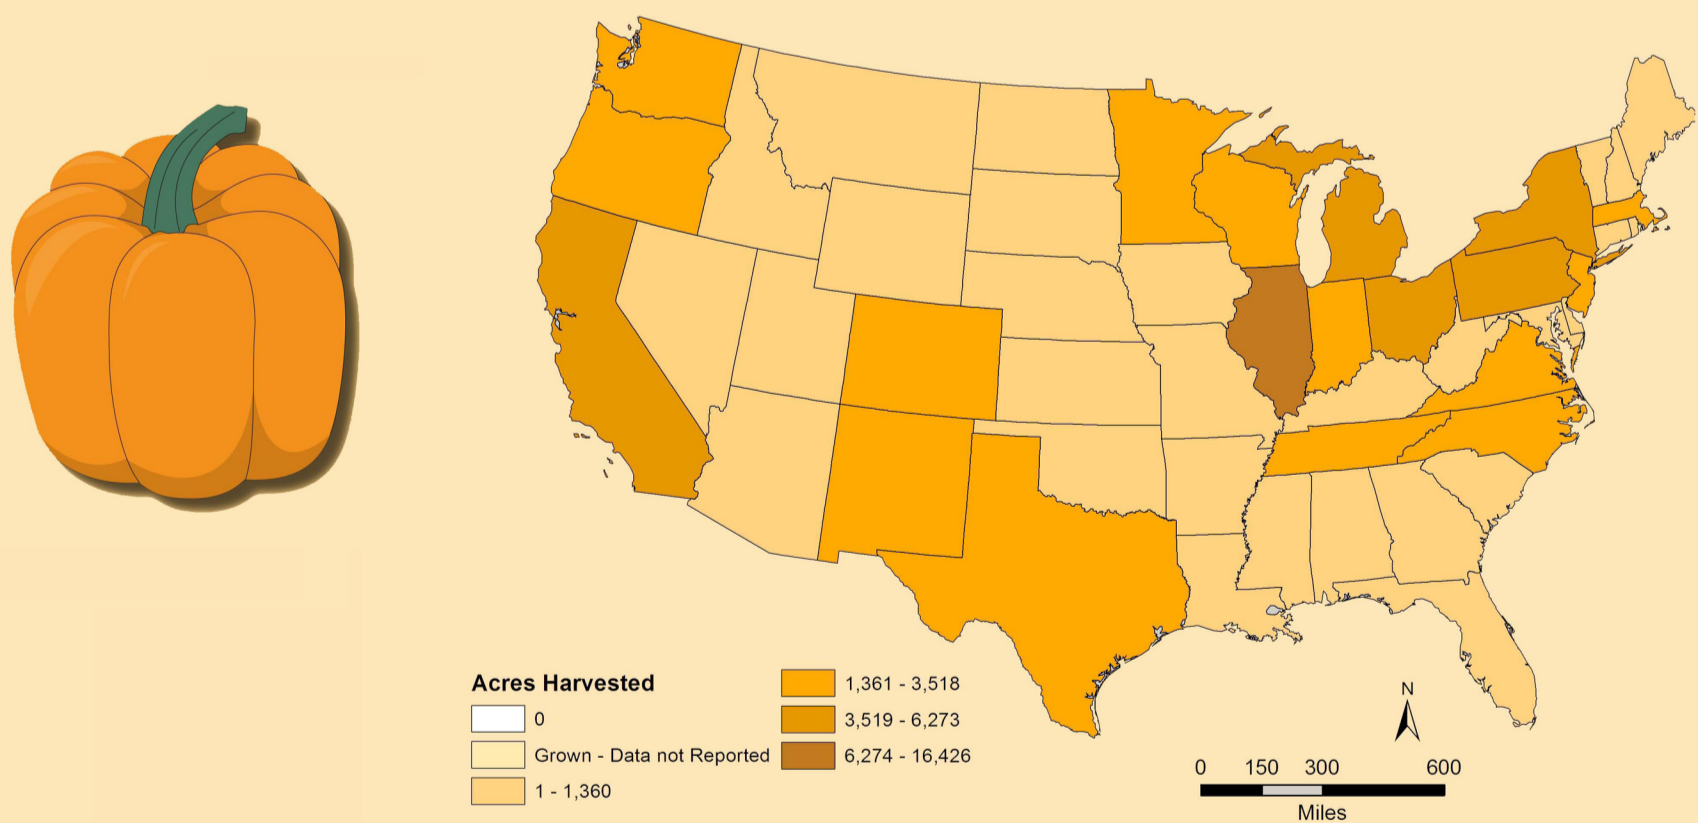 Acres Harvested
0
Grown - Data not Reported
1 - 1,360
1,361 - 3,518
3,519 - 6,273
6,274 - 16,426
N
0 150 300 600
Miles